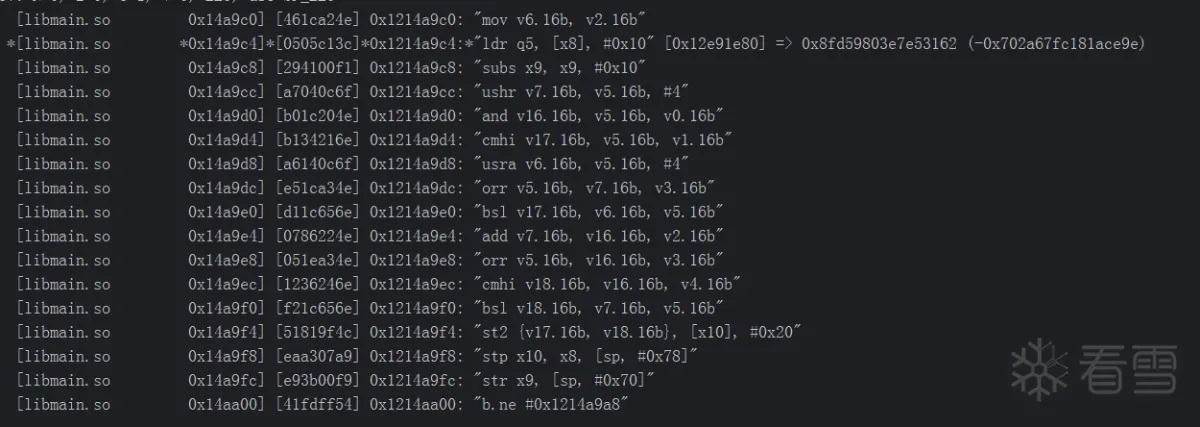 [libmain.so 0x14a9c0] [461ca24e] 0x1214a9c0: "mov v6.16b, v2.16b"
*[libmain.so *0x14a9c4]*[0505c13c]*0x1214a9c4:*"ldr q5, [x8], #0x10" [0x12e91e80] => 0x8fd59803e7e53162 (-0x702a67fc181ace9e)
[libmain.so 0x14a9c8] [294100f1] 0x1214a9c8: "subs x9, x9, #0x10"
[libmain.so 0x14a9cc] [a7040c6f] 0x1214a9cc: "ushr v7.16b, v5.16b, #4"
[libmain.so 0x14a9d0] [b01c204e] 0x1214a9d0: "and v16.16b, v5.16b, v0.16b"
[libmain.so 0x14a9d4] [b134216e] 0x1214a9d4: "cmhi v17.16b, v5.16b, v1.16b"
[libmain.so 0x14a9d8] [a6140c6f] 0x1214a9d8: "usra v6.16b, v5.16b, #4"
[libmain.so 0x14a9dc] [e51ca34e] 0x1214a9dc: "orr v5.16b, v7.16b, v3.16b"
[libmain.so 0x14a9e0] [d11c656e] 0x1214a9e0: "bsl v17.16b, v6.16b, v5.16b"
[libmain.so 0x14a9e4] [0786224e] 0x1214a9e4: "add v7.16b, v16.16b, v2.16b"
[libmain.so 0x14a9e8] [051ea34e] 0x1214a9e8: "orr v5.16b, v16.16b, v3.16b"
[libmain.so 0x14a9ec] [1236246e] 0x1214a9ec: "cmhi v18.16b, v16.16b, v4.16b"
[libmain.so 0x14a9f0] [f21c656e] 0x1214a9f0: "bsl v18.16b, v7.16b, v5.16b"
[libmain.so 0x14a9f4] [51819f4c] 0x1214a9f4: "st2 {v17.16b, v18.16b}, [x10], #0x20"
[libmain.so 0x14a9f8] [eaa307a9] 0x1214a9f8: "stp x10, x8, [sp, #0x78]"
[libmain.so 0x14a9fc] [e93b00f9] 0x1214a9fc: "str x9, [sp, #0x70]"
[libmain.so 0x14aa00] [41fdff54] 0x1214aa00: "b.ne #0x1214a9a8"
看雪